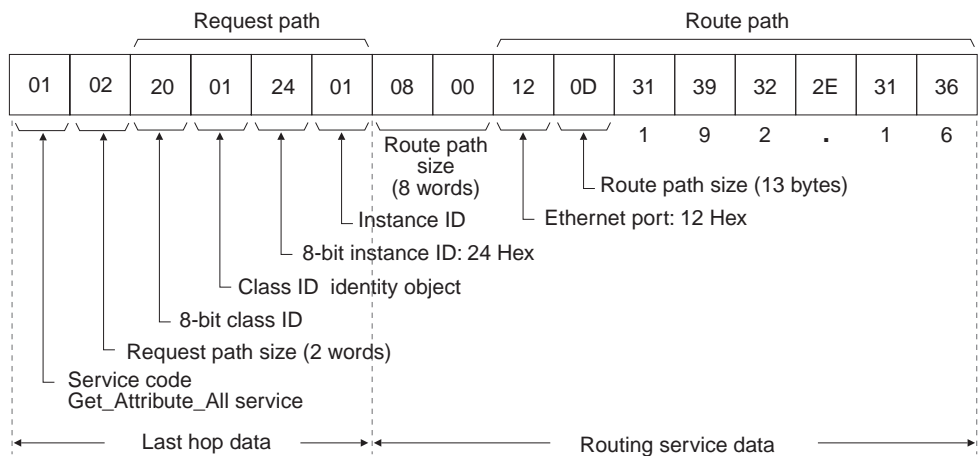 Request path
Route path
01 02 20 01 24 01 08 00 12 0D 31 39 32 2E 31 36
1 9 2 . 1 6
Route path
size
(8 words)
Route path size (13 bytes)
Instance ID
Ethernet port: 12 Hex
8-bit instance ID: 24 Hex
Class ID identity object
8-bit class ID
Request path size (2 words)
Service code
Get_Attribute_All service
Last hop data
Routing service data